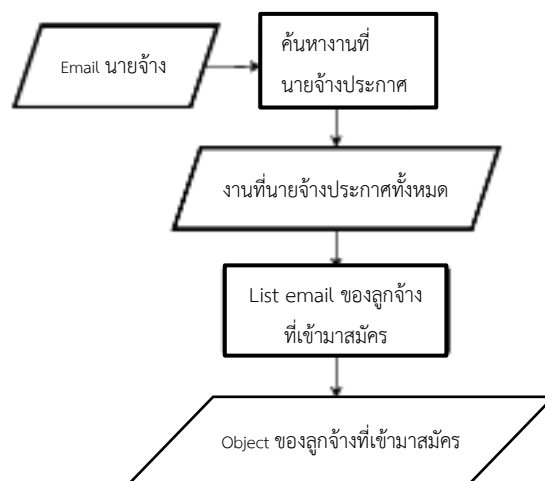 Email นายจ้าง
ค้นหางานที่
นายจ้างประกาศ
งานที่นายจ้างประกาศทั้งหมด
List email ของลูกจ้าง
ที่เข้ามาสมัคร
Object ของลูกจ้างที่เข้ามาสมัคร